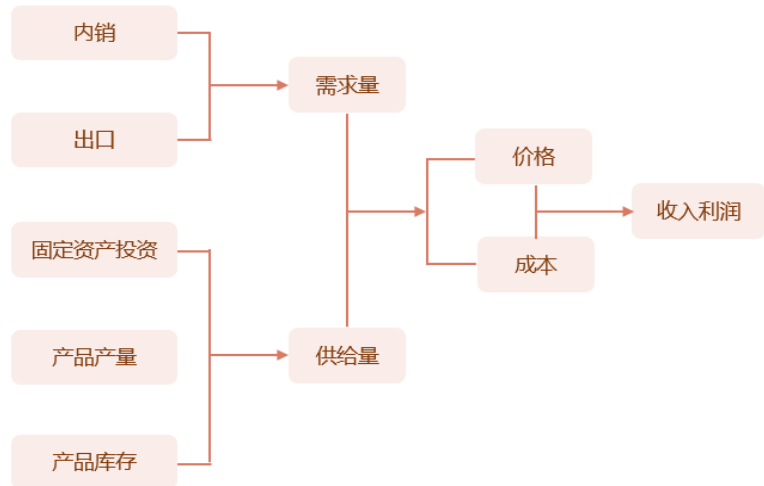 内销
出口
固定资产投资
产品产量
产品库存
需求量
供给量
价格
成本
收入利润